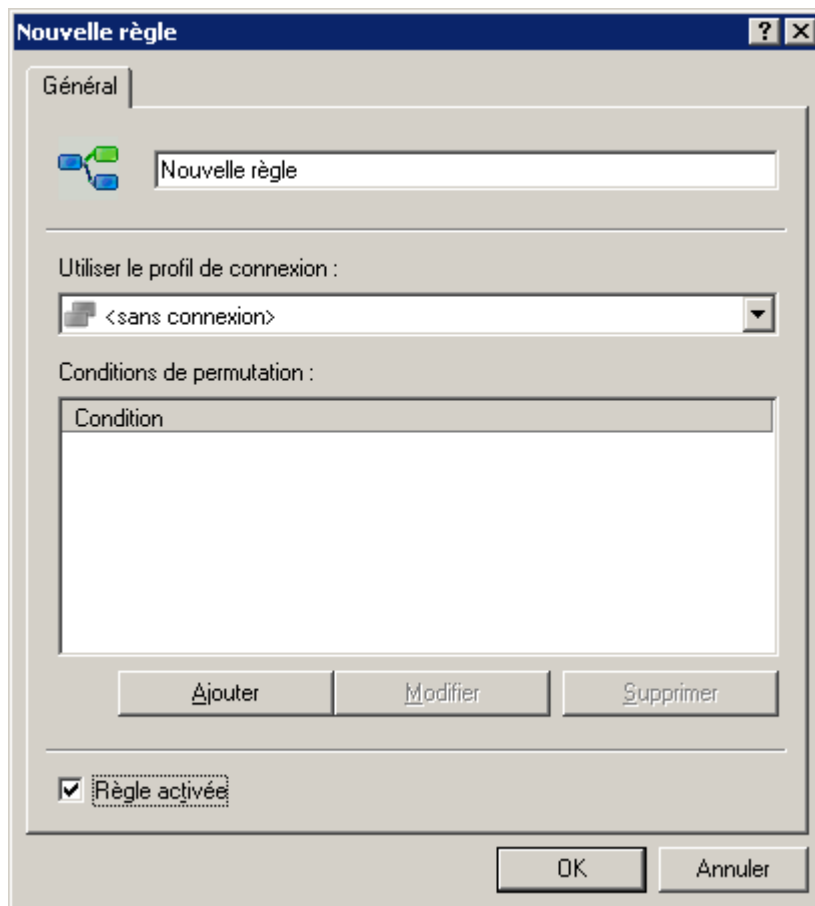 Nouvelle règle
Général
Nouvelle règle
Utiliser le profil de connexion :
<sans connexion>
Conditions de permutation :
Condition
Ajouter Modifier Supprimer
Règle activée
OK Annuler